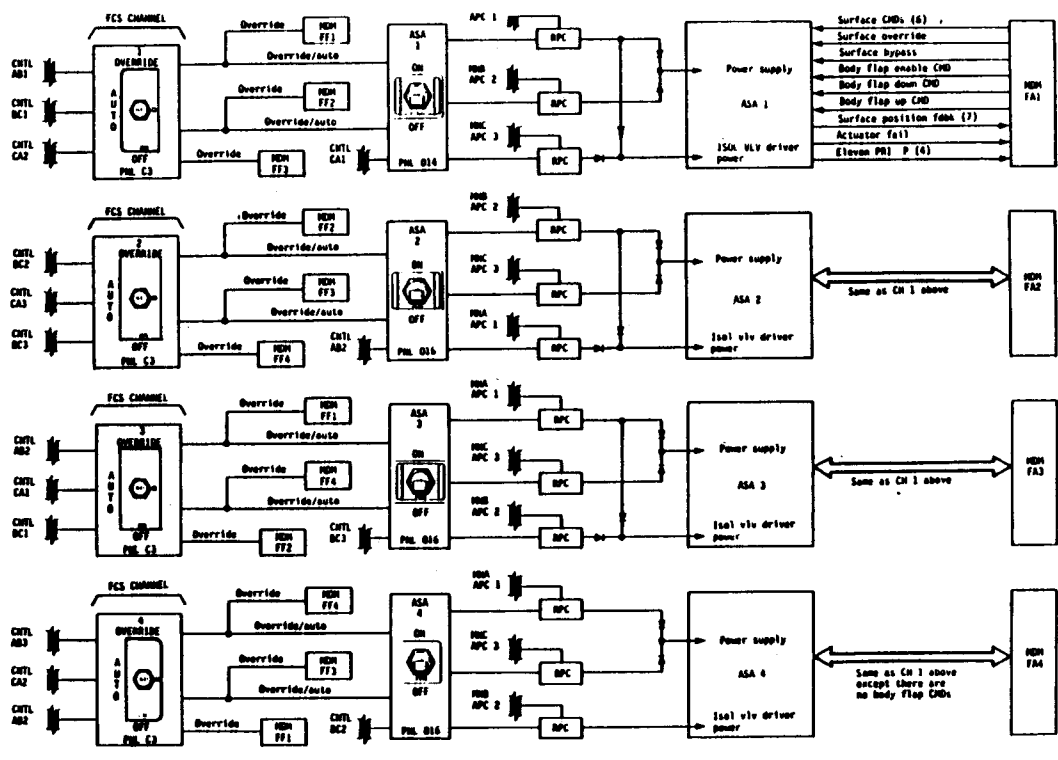 FCS CHANNEL
1
OVERRIDE
AUTO
OFF
PNL C3
CNTL
AB1
CNTL
BC1
CNTL
CA2
Override
MDM
FF1
Override/auto
Override
MDM
FF2
Override/auto
Override
MDM
FF3
CNTL
CA1
ASA
1
ON
OFF
PNL O14
APC 1
RPC
MNB
APC 2
RPC
MNC
APC 3
RPC
Power supply
ASA 1
ISOL VLV driver
power
Surface CMDs (6)
Surface override
Surface bypass
Body flap enable CMD
Body flap down CMD
Body flap up CMD
Surface position fdbk (7)
Actuator fail
Elevon PRI P (4)
MDM
FA1
FCS CHANNEL
2
OVERRIDE
AUTO
OFF
PNL C3
CNTL
BC2
CNTL
CA3
CNTL
BC3
Override
MDM
FF2
Override/auto
Override
MDM
FF3
Override/auto
Override
MDM
FF4
CNTL
AB2
ASA
2
ON
OFF
PNL O16
MNB
APC 2
RPC
MNC
APC 3
RPC
MNA
APC 1
RPC
Power supply
ASA 2
Isol vlv driver
power
Same as CH 1 above
MDM
FA2
FCS CHANNEL
3
OVERRIDE
AUTO
OFF
PNL C3
CNTL
AB2
CNTL
CA1
CNTL
BC1
Override
MDM
FF1
Override/auto
Override
MDM
FF4
Override/auto
Override
MDM
FF2
CNTL
BC3
ASA
3
ON
OFF
PNL O16
MNA
APC 1
RPC
MNC
APC 3
RPC
MNB
APC 2
RPC
Power supply
ASA 3
Isol vlv driver
power
Same as CH 1 above
MDM
FA3
FCS CHANNEL
4
OVERRIDE
AUTO
OFF
PNL C3
CNTL
AB3
CNTL
CA2
CNTL
AB2
Override
MDM
FF4
Override/auto
Override
MDM
FF3
Override/auto
Override
MDM
FF1
CNTL
BC2
ASA
4
ON
OFF
PNL O16
MNA
APC 1
RPC
MNC
APC 3
RPC
MNB
APC 2
RPC
Power supply
ASA 4
Isol vlv driver
power
Same as CH 1 above
except there are
no body flap CMDs
MDM
FA4